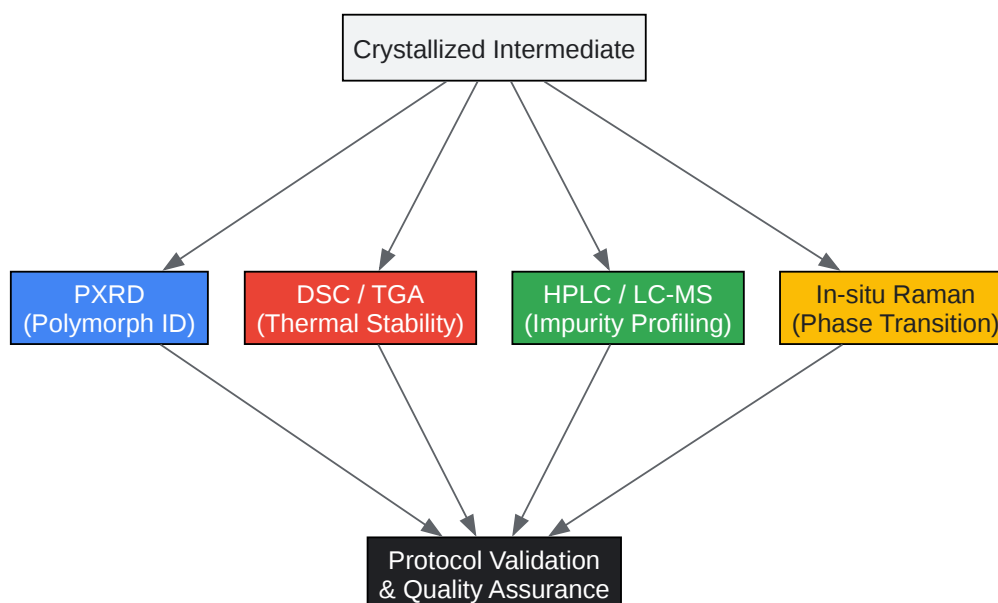 Crystallized Intermediate
PXRD
(Polymorph ID)
DSC / TGA
(Thermal Stability)
HPLC / LC-MS
(Impurity Profiling)
In-situ Raman
(Phase Transition)
Protocol Validation
& Quality Assurance